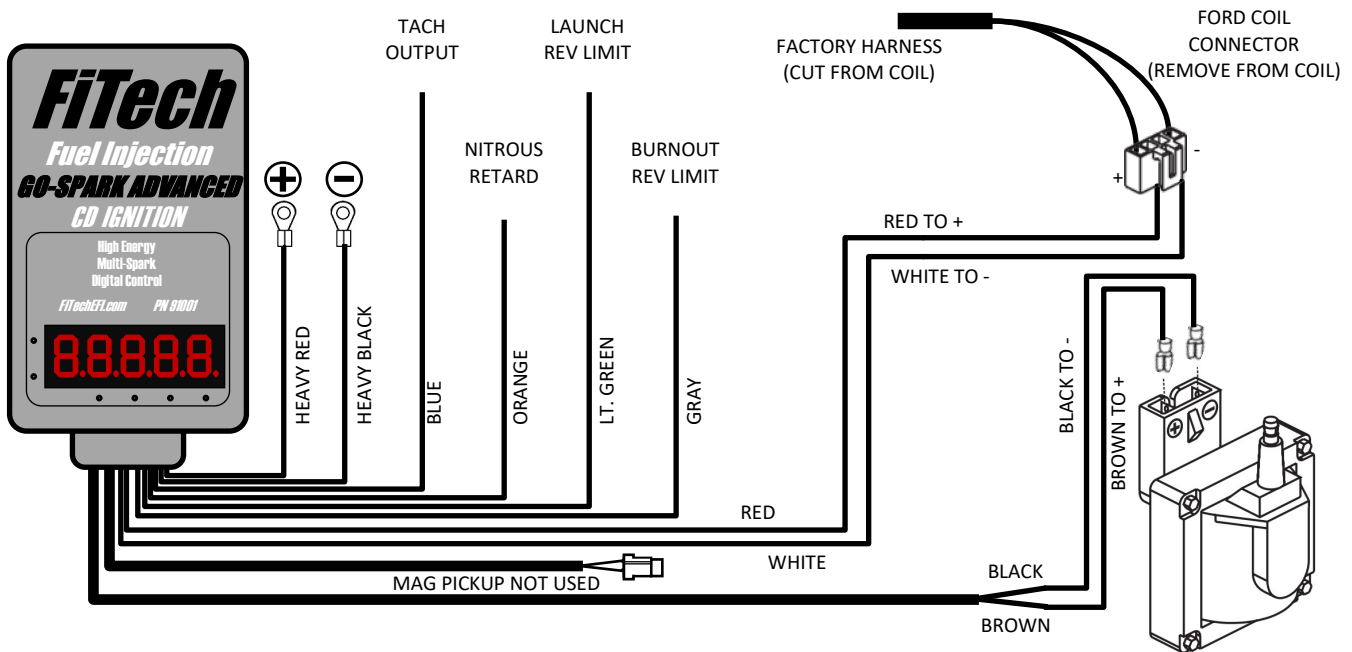 FiTech
Fuel Injection
GO-SPARK ADVANCED
CD IGNITION
High Energy
Multi-Spark
Digital Control
FiTechEFI.com PN 91001
8.8.8.8.8.
+
-
HEAVY RED
HEAVY BLACK
TACH
OUTPUT
BLUE
NITROUS
RETARD
ORANGE
LAUNCH
REV LIMIT
LT. GREEN
BURNOUT
REV LIMIT
GRAY
FACTORY HARNESS
(CUT FROM COIL)
FORD COIL
CONNECTOR
(REMOVE FROM COIL)
+
-
RED TO +
WHITE TO -
BLACK TO -
BROWN TO +
+
-
RED
WHITE
MAG PICKUP NOT USED
BLACK
BROWN